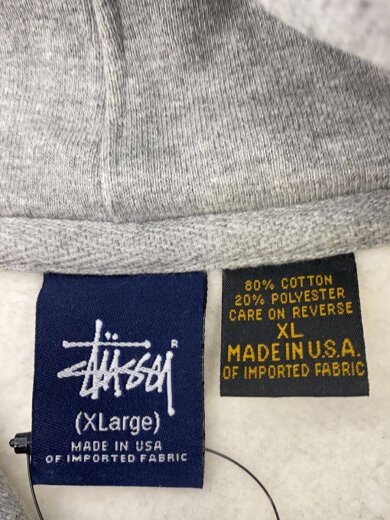 Stüssy
®
(XLarge)
MADE IN USA
OF IMPORTED FABRIC
80% COTTON
20% POLYESTER
CARE ON REVERSE
XL
MADE IN U.S.A.
OF IMPORTED FABRIC